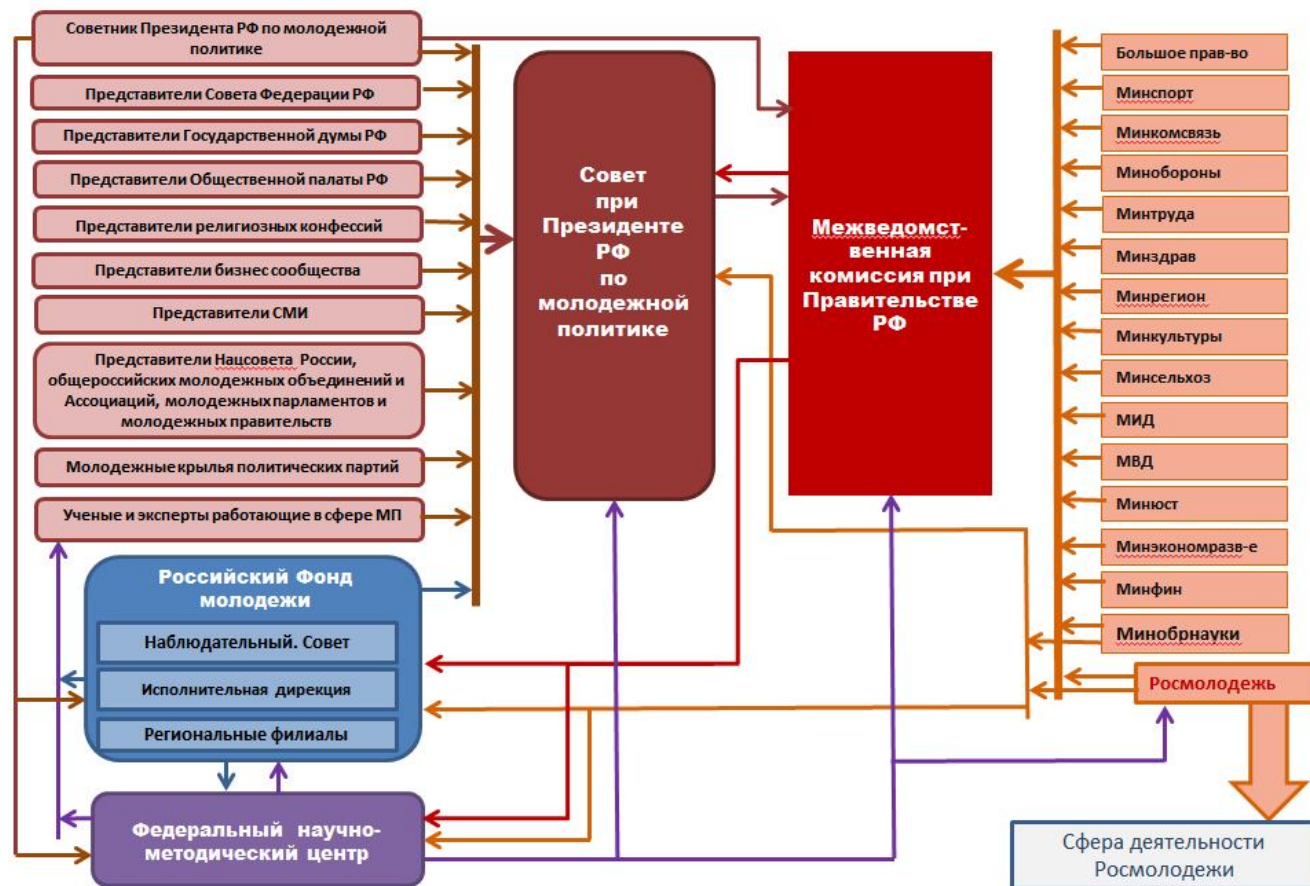 Советник Президента РФ по молодежной
политике
Представители Совета Федерации РФ
Представители Государственной думы РФ
Представители Общественной палаты РФ
Представители религиозных конфессий
Представители бизнес сообщества
Представители СМИ
Представители Нацсовета России,
общероссийских молодежных объединений и
Ассоциаций, молодежных парламентов и
молодежных правительств
Молодежные крылья политических партий
Ученые и эксперты работающие в сфере МП
Российский Фонд
молодежи
Наблюдательный. Совет
Исполнительная дирекция
Региональные филиалы
Федеральный научно-
методический центр
Совет
при
Президенте
РФ
по
молодежной
политике
Межведомст-
венная
комиссия при
Правительстве
РФ
Большое прав-во
Минспорт
Минкомсвязь
Минобороны
Минтруда
Минздрав
Минрегион
Минкультуры
Минсельхоз
МИД
МВД
Минюст
Минэкономразв-е
Минфин
Минобрнауки
Росмолодежь
Сфера деятельности
Росмолодежи